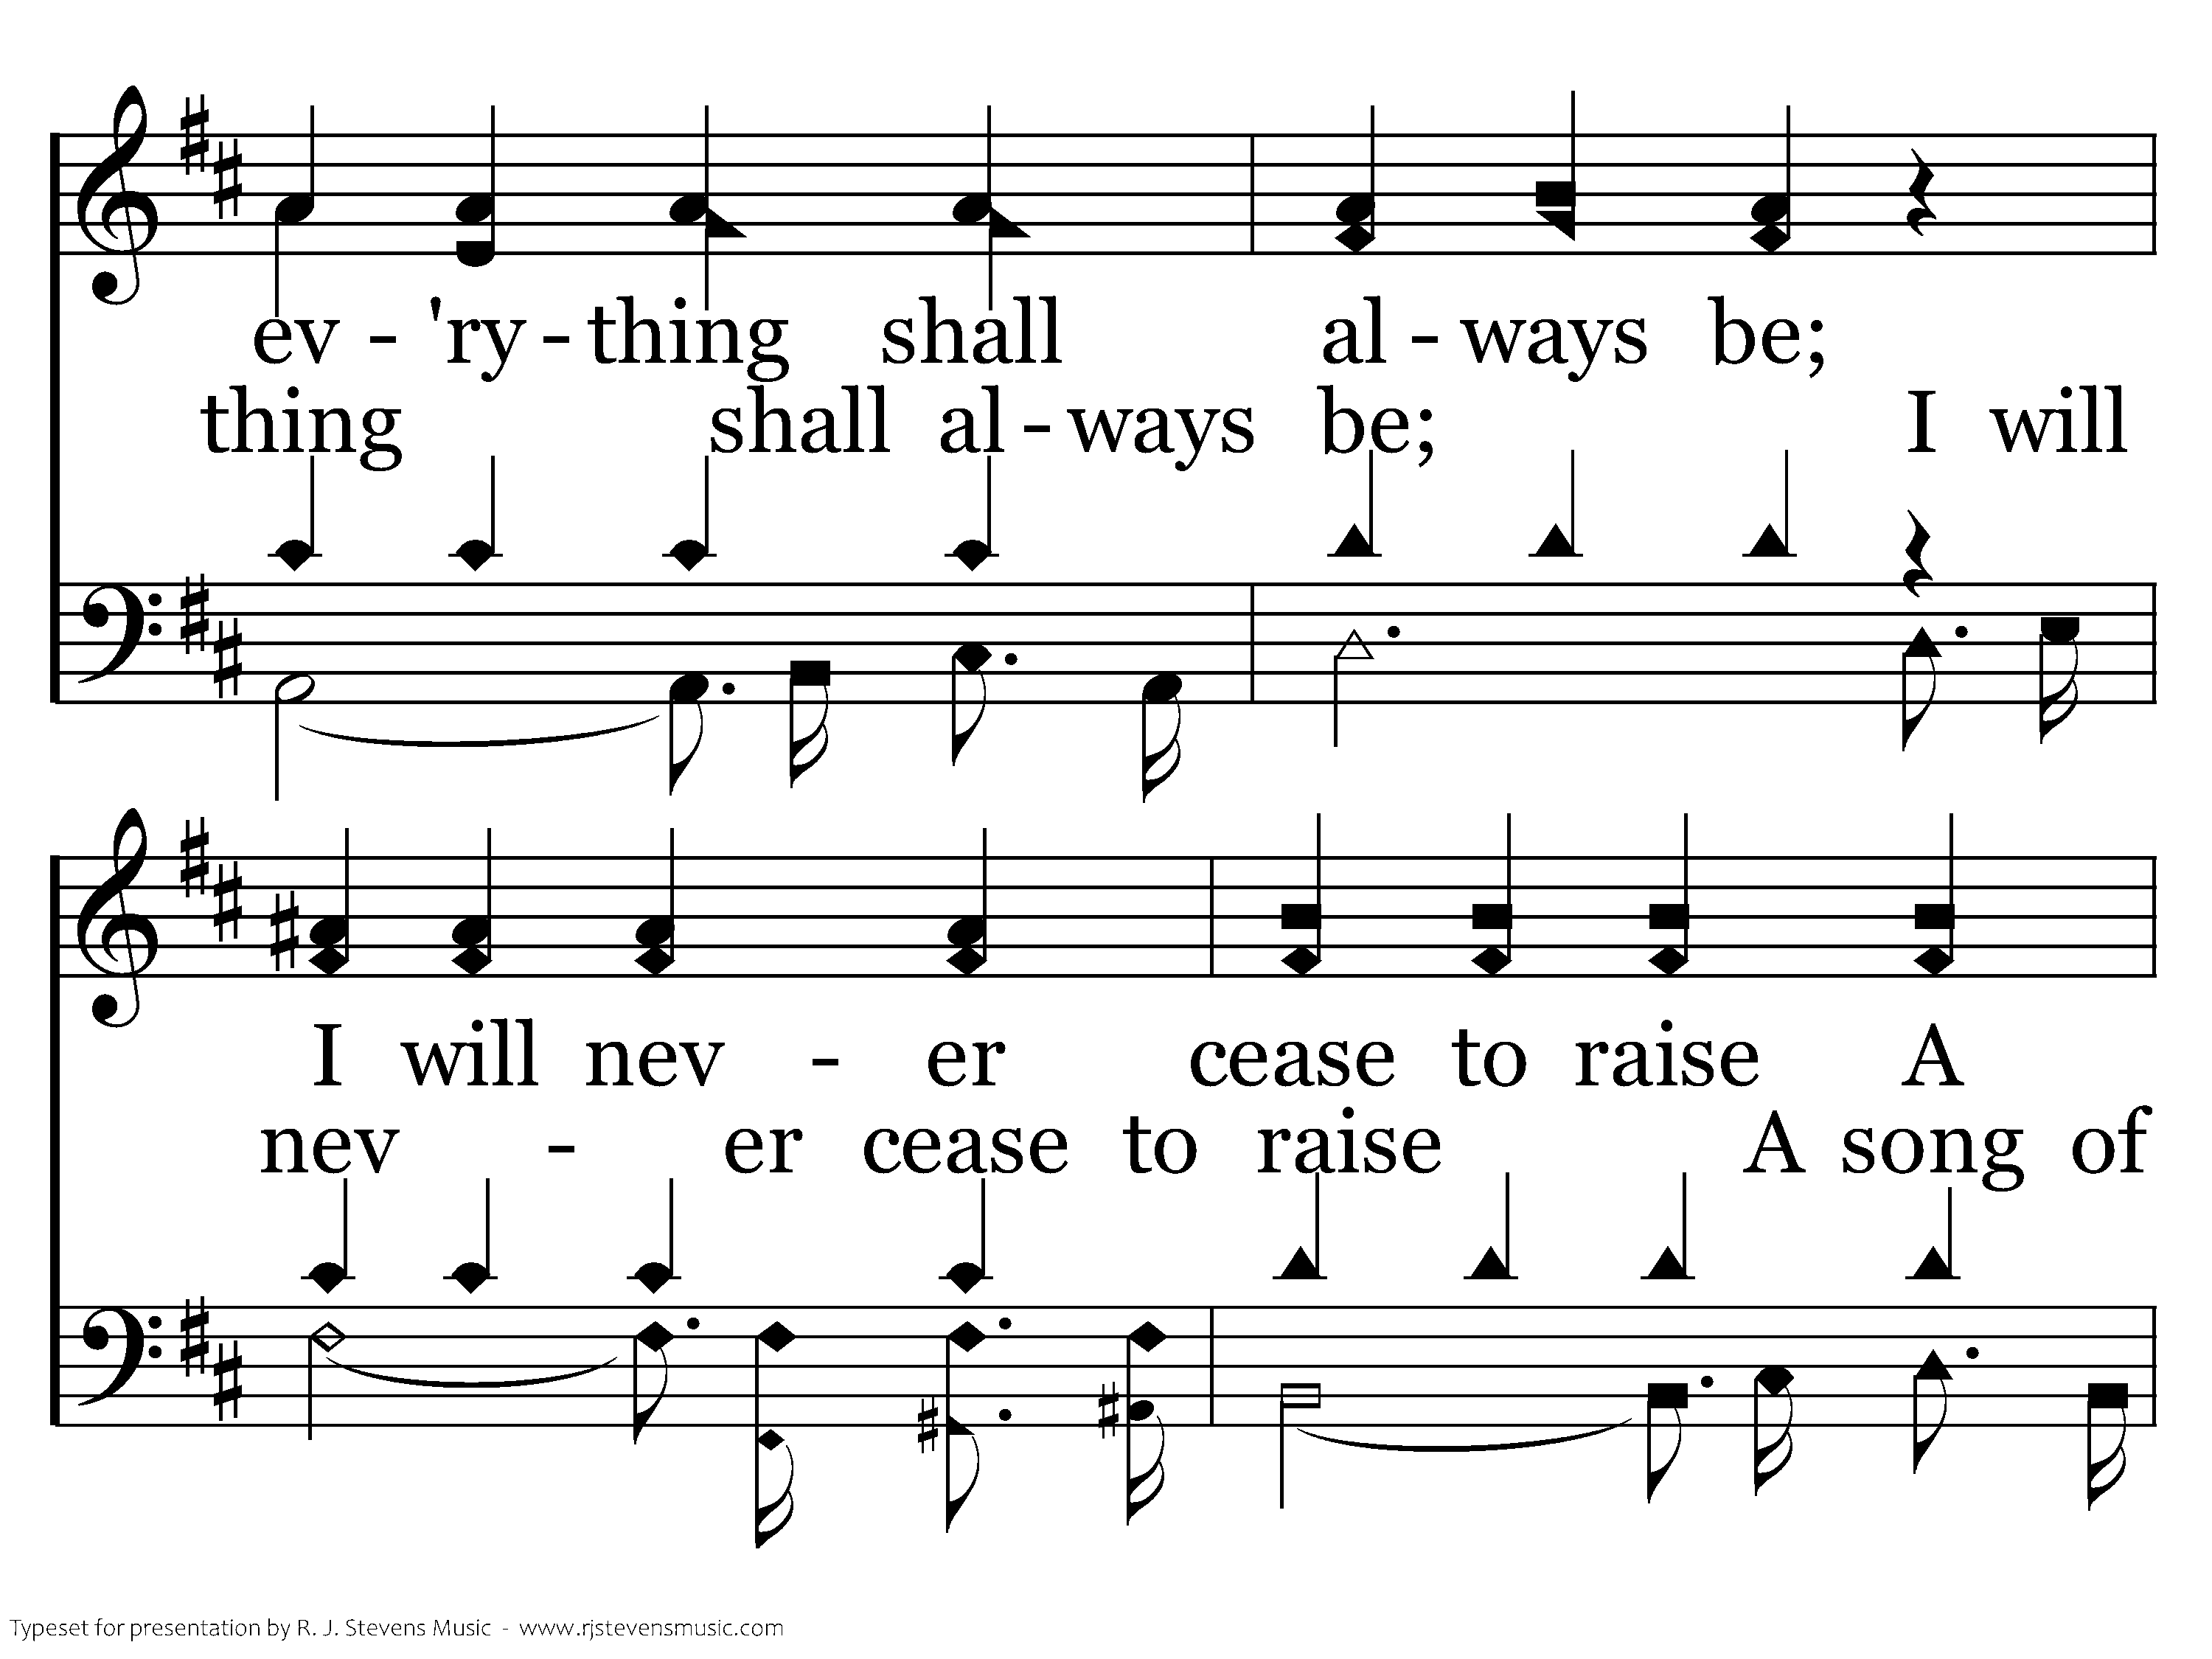 ev - 'ry - thing shall al - ways be;
thing shall al - ways be; I will
I will nev - er cease to raise A
nev - er cease to raise A song of
Typeset for presentation by R. J. Stevens Music - www.rjstevensmusic.com